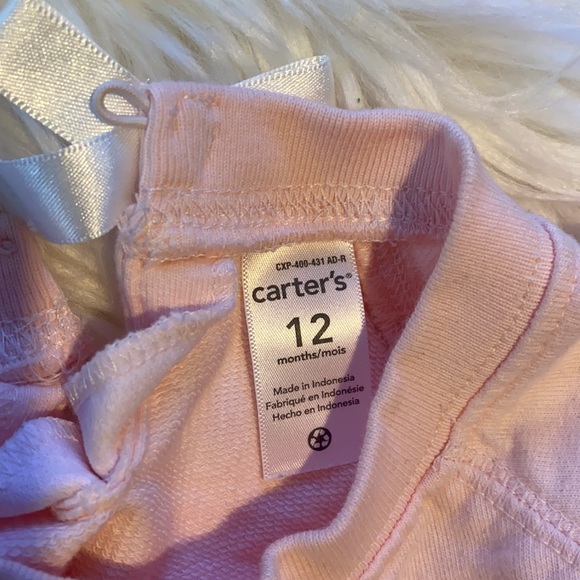 CXP-400-431 AD-R
carter's®
12
months/mois
Made in Indonesia
Fabriqué en Indonésie
Hecho en Indonesia